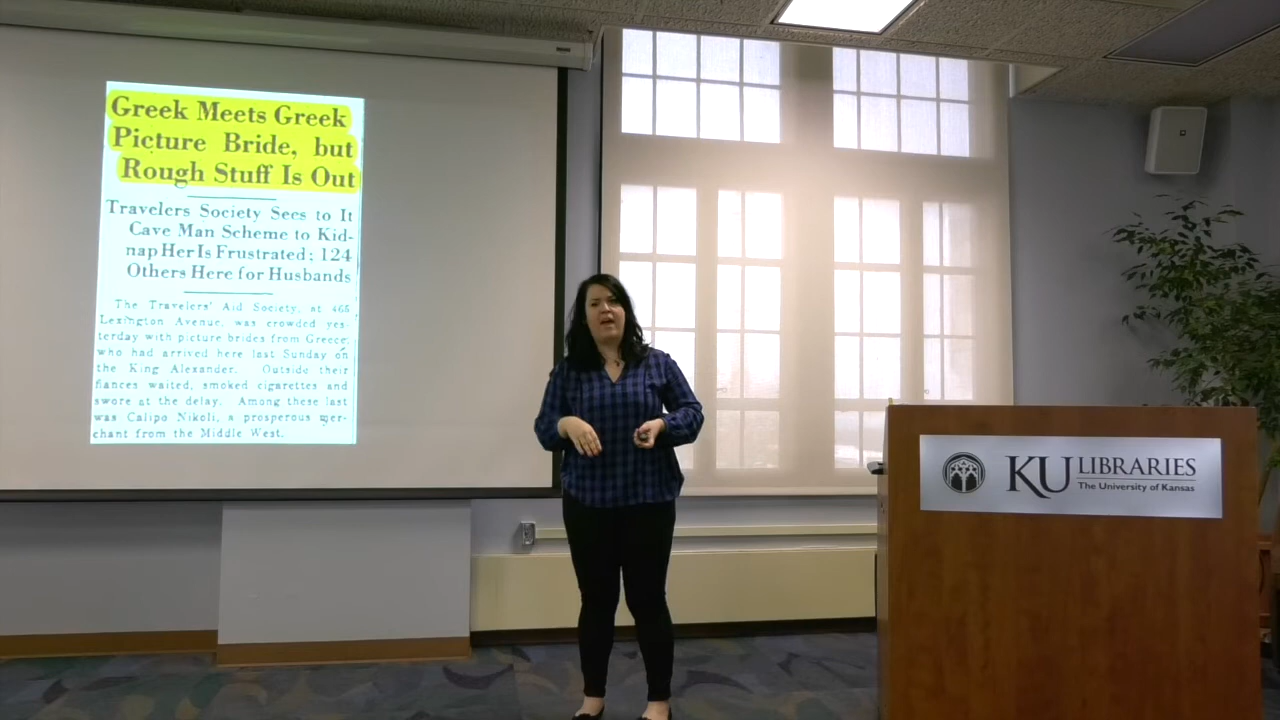 Greek Meets Greek
Picture Bride, but
Rough Stuff Is Out
Travelers Society Sees to It
Cave Man Scheme to Kid-
nap Her Is Frustrated; 124
Others Here for Husbands
The Travelers' Aid Society, at 465
Lexington Avenue, was crowded yes-
terday with picture brides from Greece
who had arrived here last Sunday on
the King Alexander. Outside their
fiances waited, smoked cigarettes and
swore at the delay. Among these last
was Calipo Nikoli, a prosperous mer-
chant from the Middle West.
KU LIBRARIES
The University of Kansas